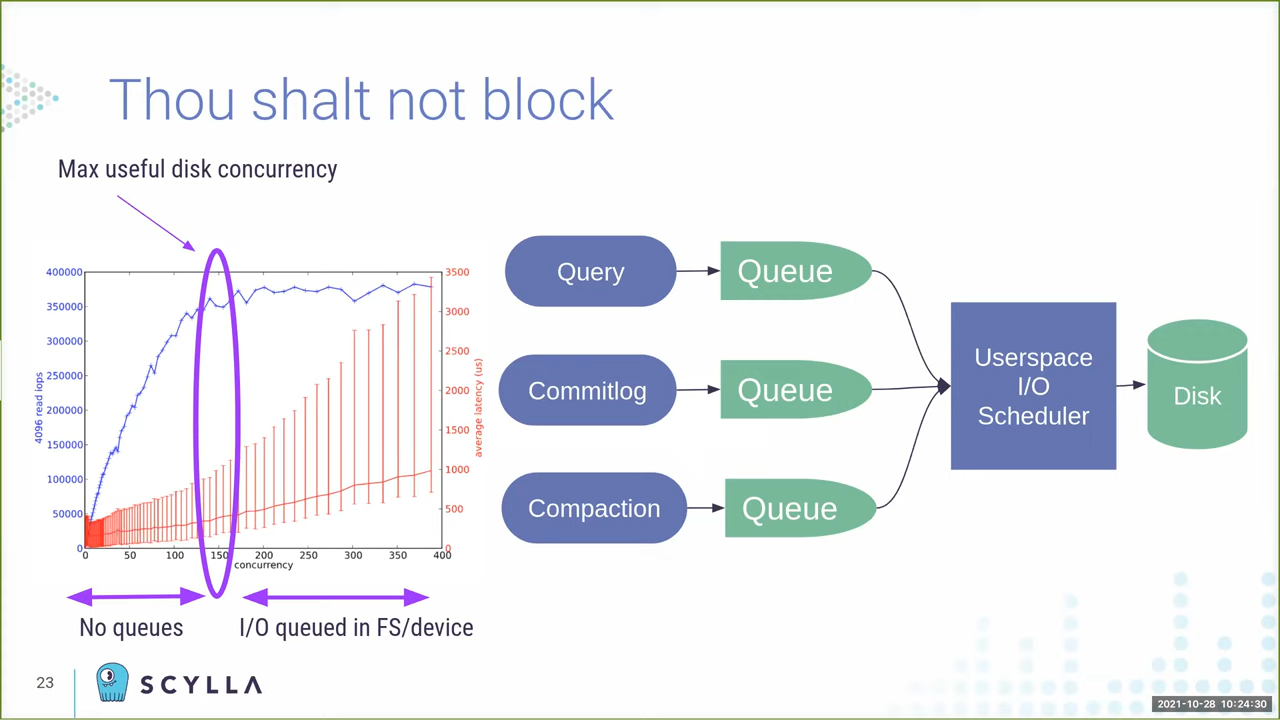 Thou shalt not block
Max useful disk concurrency
400000
350000
300000
250000
200000
150000
100000
50000
0
4096 read iops
3500
3000
2500
2000
1500
1000
500
0
average latency (us)
0 50 100 150 200 250 300 350 400
concurrency
No queues
I/O queued in FS/device
Query
Queue
Commitlog
Queue
Compaction
Queue
Userspace
I/O
Scheduler
Disk
23
SCYLLA
2021-10-28 10:24:30